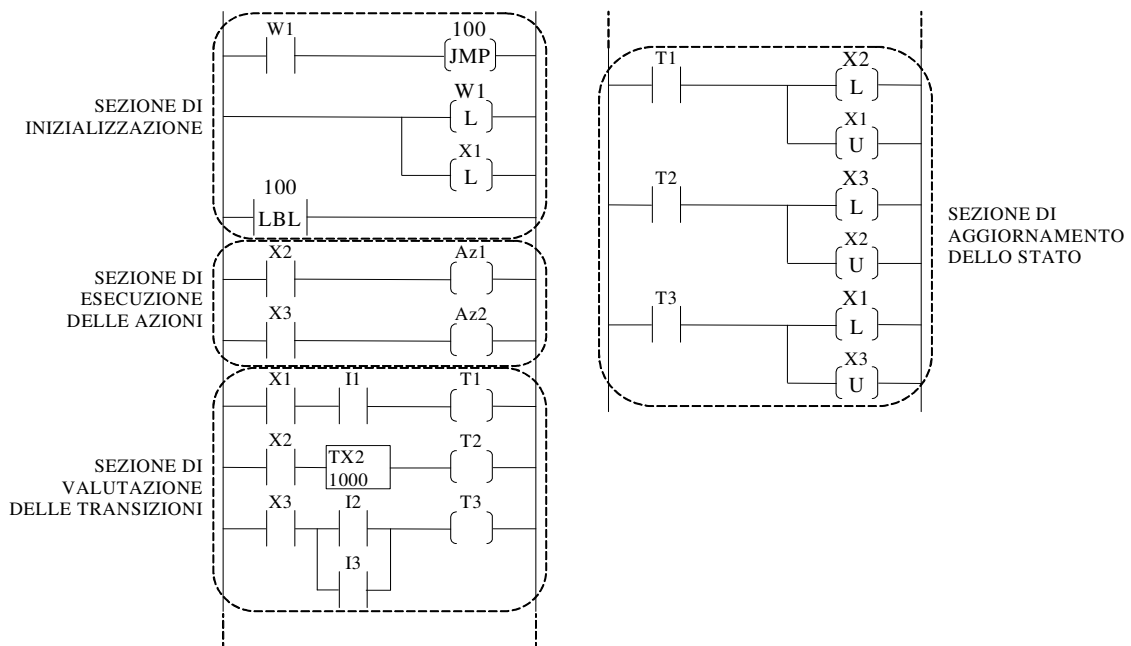 W1
100
JMP
W1
L
X1
L
100
LBL
SEZIONE DI
INIZIALIZZAZIONE
X2
Az1
X3
Az2
SEZIONE DI
ESECUZIONE
DELLE AZIONI
X1
I1
T1
X2
TX2
1000
T2
X3
I2
T3
I3
SEZIONE DI
VALUTAZIONE
DELLE TRANSIZIONI
T1
X2
L
X1
U
T2
X3
L
X2
U
T3
X1
L
X3
U
SEZIONE DI
AGGIORNAMENTO
DELLO STATO